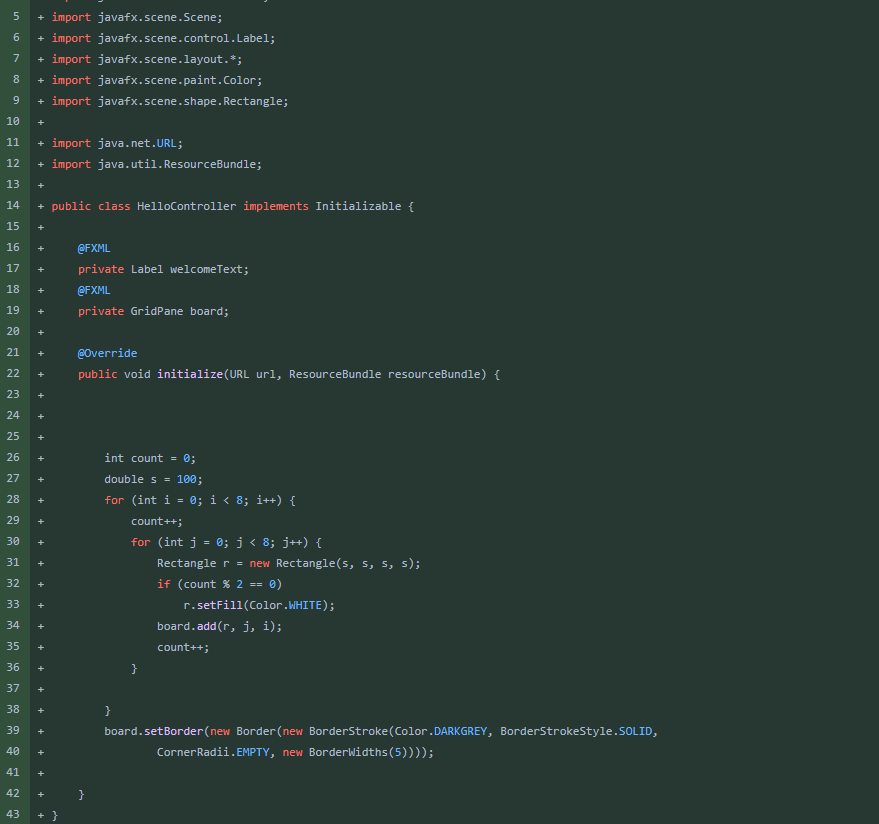 5 + import javafx.scene.Scene;
6 + import javafx.scene.control.Label;
7 + import javafx.scene.layout.*;
8 + import javafx.scene.paint.Color;
9 + import javafx.scene.shape.Rectangle;
10 +
11 + import java.net.URL;
12 + import java.util.ResourceBundle;
13 +
14 + public class HelloController implements Initializable {
15 +
16 +     @FXML
17 +     private Label welcomeText;
18 +     @FXML
19 +     private GridPane board;
20 +
21 +     @Override
22 +     public void initialize(URL url, ResourceBundle resourceBundle) {
23 +
24 +
25 +
26 +         int count = 0;
27 +         double s = 100;
28 +         for (int i = 0; i < 8; i++) {
29 +             count++;
30 +             for (int j = 0; j < 8; j++) {
31 +                 Rectangle r = new Rectangle(s, s, s, s);
32 +                 if (count % 2 == 0)
33 +                     r.setFill(Color.WHITE);
34 +                 board.add(r, j, i);
35 +                 count++;
36 +             }
37 +
38 +         }
39 +         board.setBorder(new Border(new BorderStroke(Color.DARKGREY, BorderStrokeStyle.SOLID,
40 +                 CornerRadii.EMPTY, new BorderWidths(5))));
41 +
42 +     }
43 + }